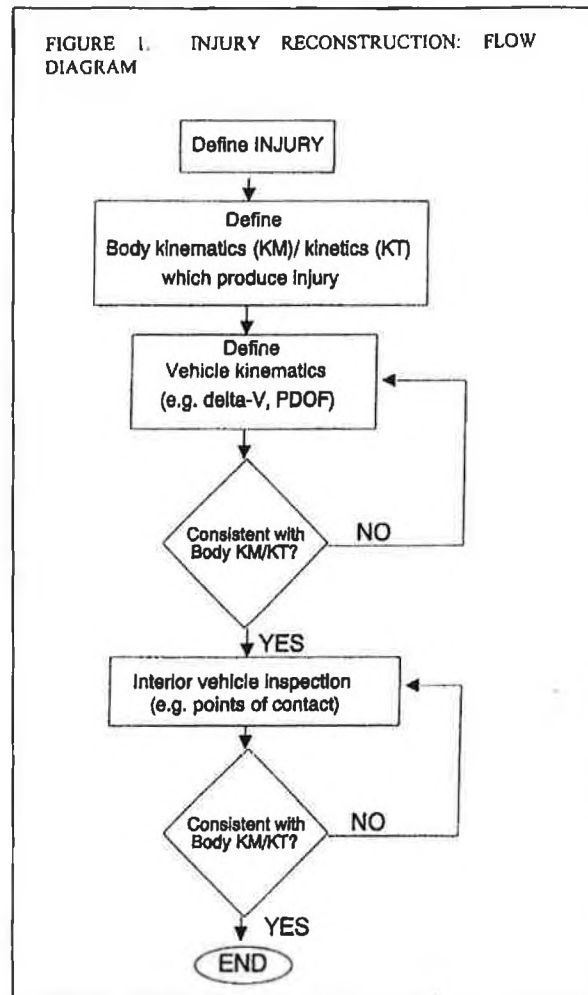 FIGURE 1. INJURY RECONSTRUCTION: FLOW
DIAGRAM
Define INJURY
Define
Body kinematics (KM)/ kinetics (KT)
which produce injury
Define
Vehicle kinematics
(e.g. delta-V, PDOF)
Consistent with
Body KM/KT?
NO
YES
Interior vehicle inspection
(e.g. points of contact)
Consistent with
Body KM/KT?
NO
YES
END